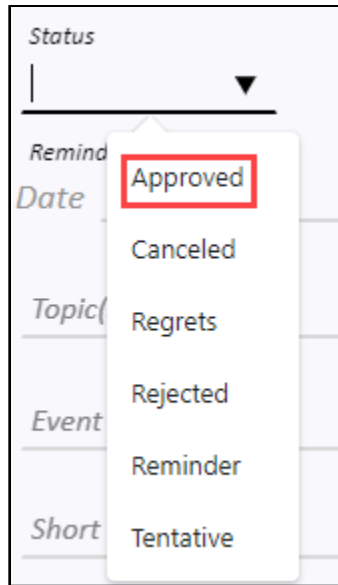 Status
Remind
Approved
Date
Canceled
Topic(
Regrets
Rejected
Event
Reminder
Short
Tentative